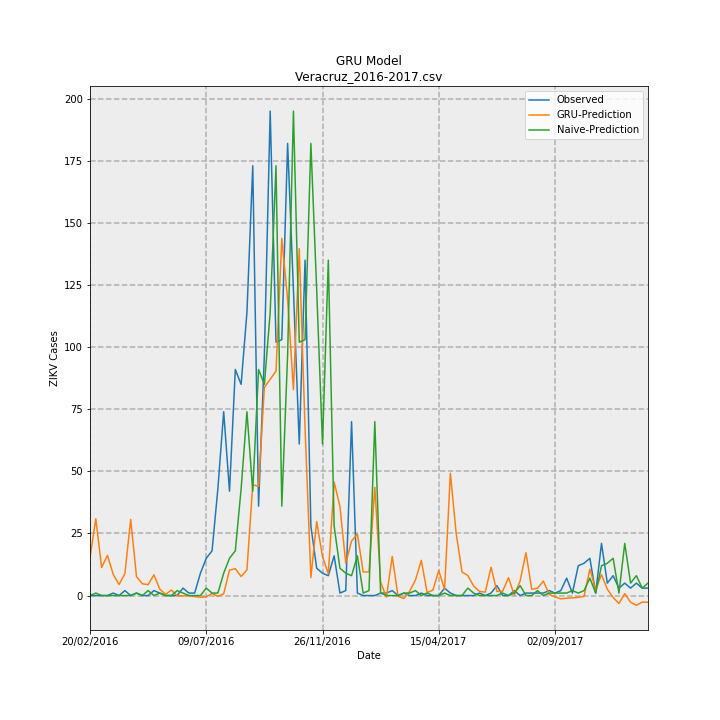 GRU Model
Veracruz_2016-2017.csv
Observed
GRU-Prediction
Naive-Prediction
200
175
150
125
100
75
50
25
0
ZIKV Cases
20/02/2016
09/07/2016
26/11/2016
15/04/2017
02/09/2017
Date